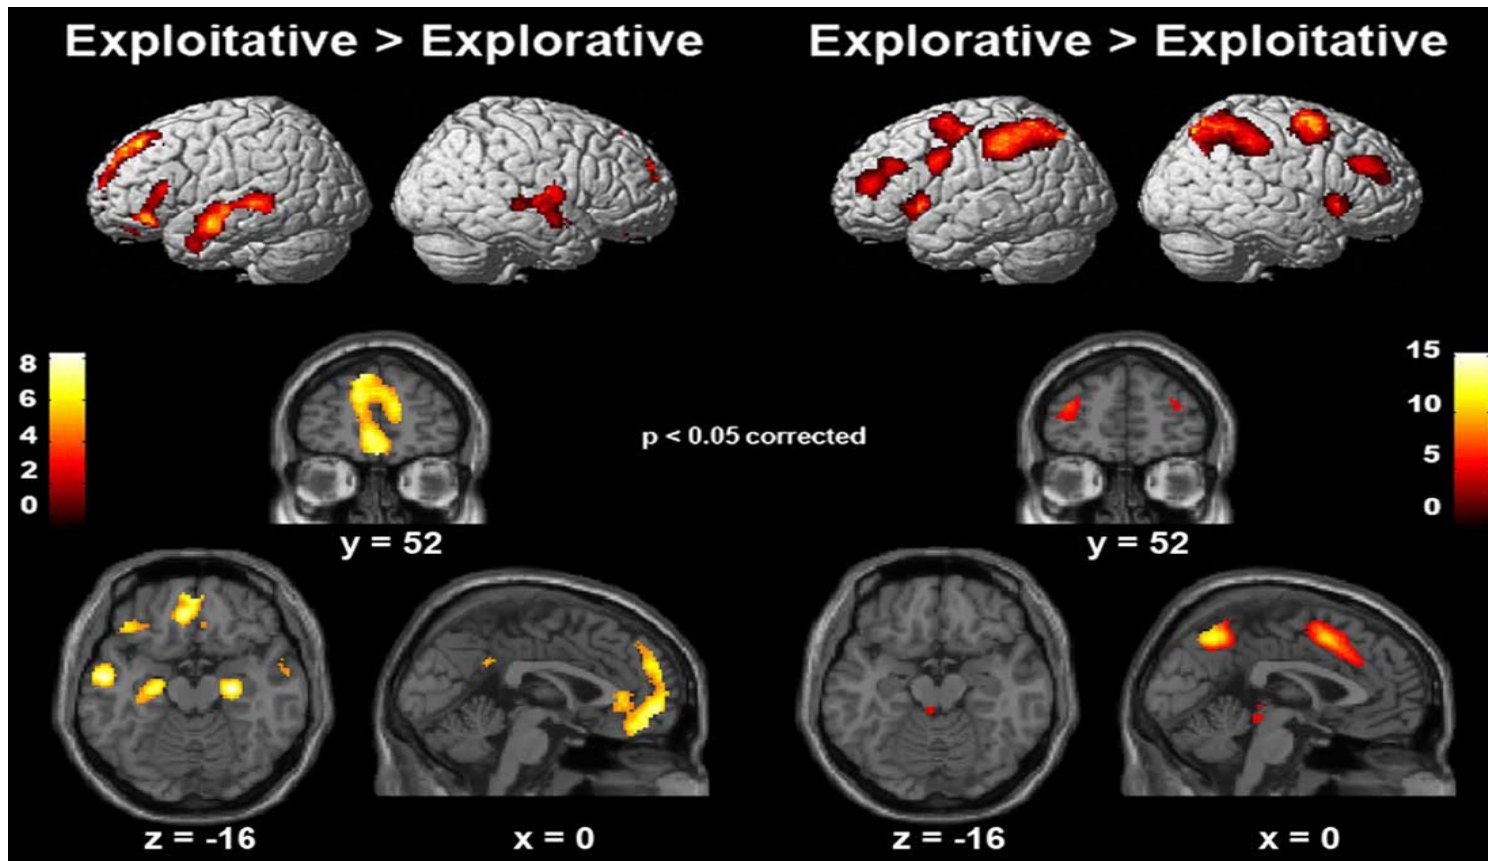 Exploitative > Explorative
Explorative > Exploitative
8
6
4
2
0
p < 0.05 corrected
15
10
5
0
y = 52
y = 52
z = -16
x = 0
z = -16
x = 0